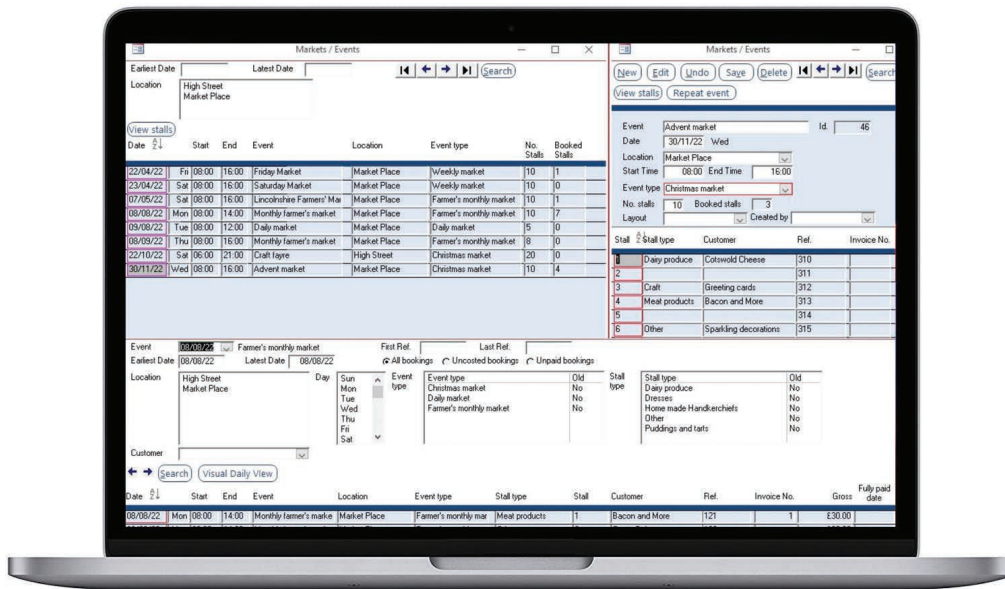 Markets / Events
Earliest Date Latest Date Search
Location High Street
Market Place
View stalls
Date Start End Event Location Event type No. Stalls Booked Stalls
22/04/22 Fri 08:00 16:00 Friday Market Market Place Weekly market 10 1
23/04/22 Sat 08:00 16:00 Saturday Market Market Place Weekly market 10 0
07/05/22 Sat 08:00 16:00 Lincolnshire Farmers' Mar Market Place Farmer's monthly market 10 1
08/08/22 Mon 08:00 14:00 Monthly farmer's market Market Place Farmer's monthly market 10 7
09/08/22 Tue 08:00 12:00 Daily market Market Place Daily market 5 0
08/09/22 Thu 08:00 16:00 Monthly farmer's market Market Place Farmer's monthly market 8 0
22/10/22 Sat 06:00 21:00 Craft fayre High Street Christmas market 20 0
30/11/22 Wed 08:00 16:00 Advent market Market Place Christmas market 10 4
Markets / Events
New Edit Undo Save Delete Search
View stalls Repeat event
Event Advent market Id. 46
Date 30/11/22 Wed
Location Market Place
Start Time 08:00 End Time 16:00
Event type Christmas market
No. stalls 10 Booked stalls 3
Layout Created by
Stall Stall type Customer Ref. Invoice No.
1 Dairy produce Cotswold Cheese 310
2 311
3 Craft Greeting cards 312
4 Meat products Bacon and More 313
5 314
6 Other Sparkling decorations 315
Event 08/08/22 Farmer's monthly market First Ref. Last Ref.
Earliest Date 08/08/22 Latest Date 08/08/22 All bookings Uncosted bookings Unpaid bookings
Location High Street
Market Place
Day Sun
Mon
Tue
Wed
Thu
Fri
Sat
Event type Event type Old
Christmas market No
Daily market No
Farmer's monthly market No
Stall type Stall type Old
Dairy produce No
Dresses No
Home made Handkerchiefs No
Other No
Puddings and tarts No
Customer
Search Visual Daily View
Date Start End Event Location Event type Stall type Stall Customer Ref. Invoice No. Gross Fully paid date
08/08/22 Mon 08:00 14:00 Monthly farmer's marke Market Place Farmer's monthly mar Meat products 1 Bacon and More 121 1 £30.00